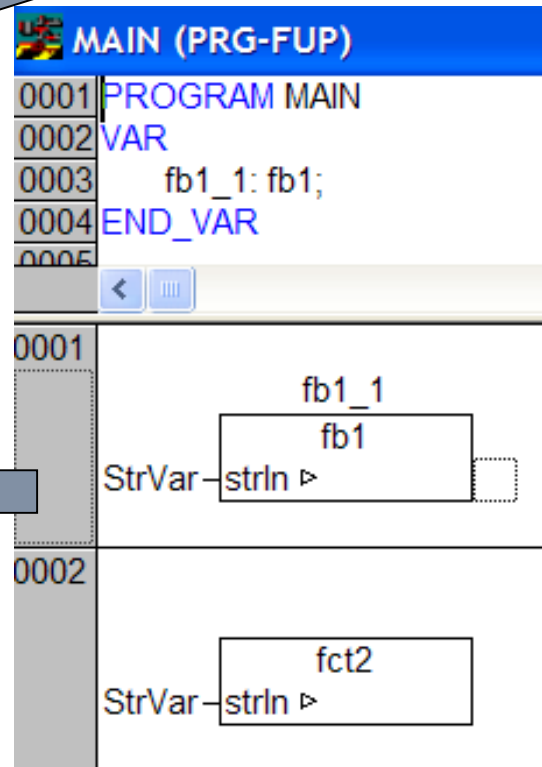 MAIN (PRG-FUP)
0001 PROGRAM MAIN
0002 VAR
0003 fb1_1: fb1;
0004 END_VAR
0005
0001
fb1_1
fb1
StrVar strIn
0002
fct2
StrVar strIn